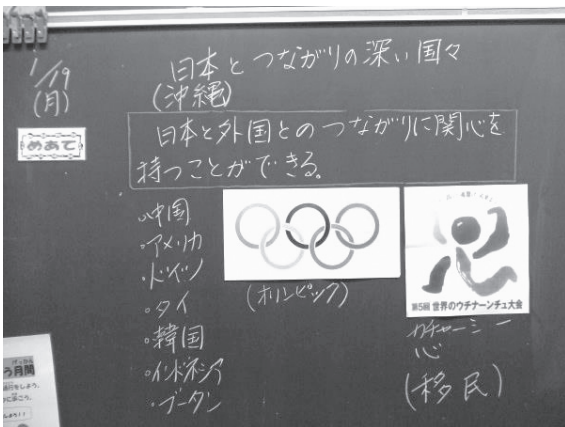 1/19
(月)
めあて
日本とつながりの深い国々
(沖縄)
日本と外国とのつながりに関心を
持つことができる。
・中国
・アメリカ
・ドイツ
・タイ
・韓国
・インドネシア
・ブータン
(オリンピック)
第5回 世界のウチナーンチュ大会
カチャーシー
心
(移民)
う月間